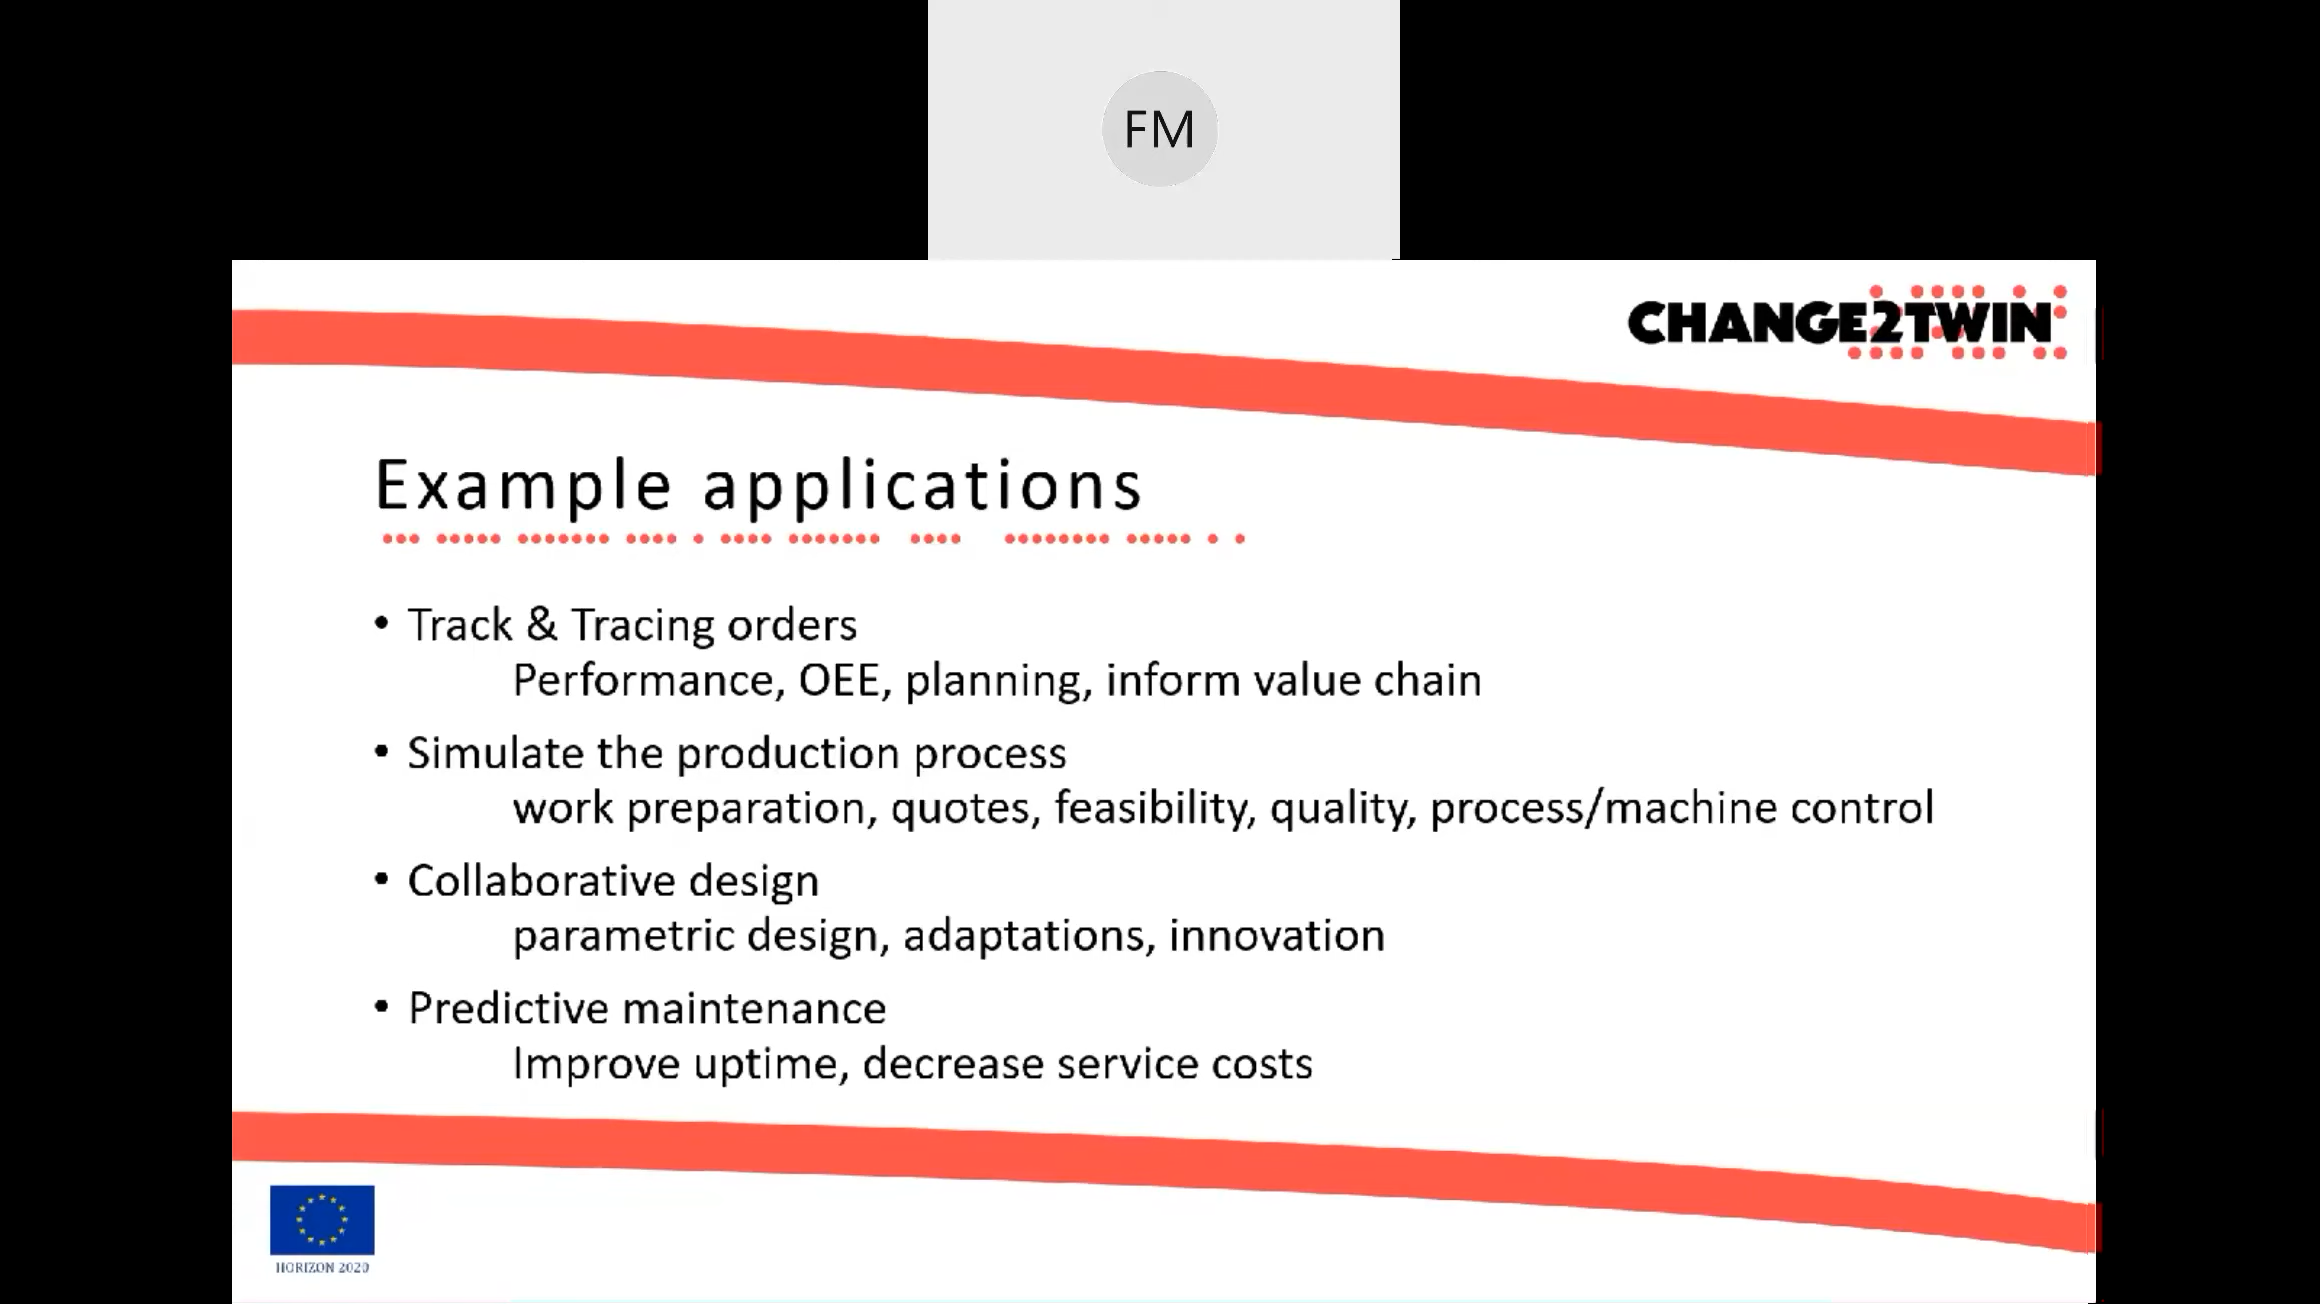 FM
CHANGE2TWIN
Example applications
• Track & Tracing orders
Performance, OEE, planning, inform value chain
• Simulate the production process
work preparation, quotes, feasibility, quality, process/machine control
• Collaborative design
parametric design, adaptations, innovation
• Predictive maintenance
Improve uptime, decrease service costs
HORIZON 2020